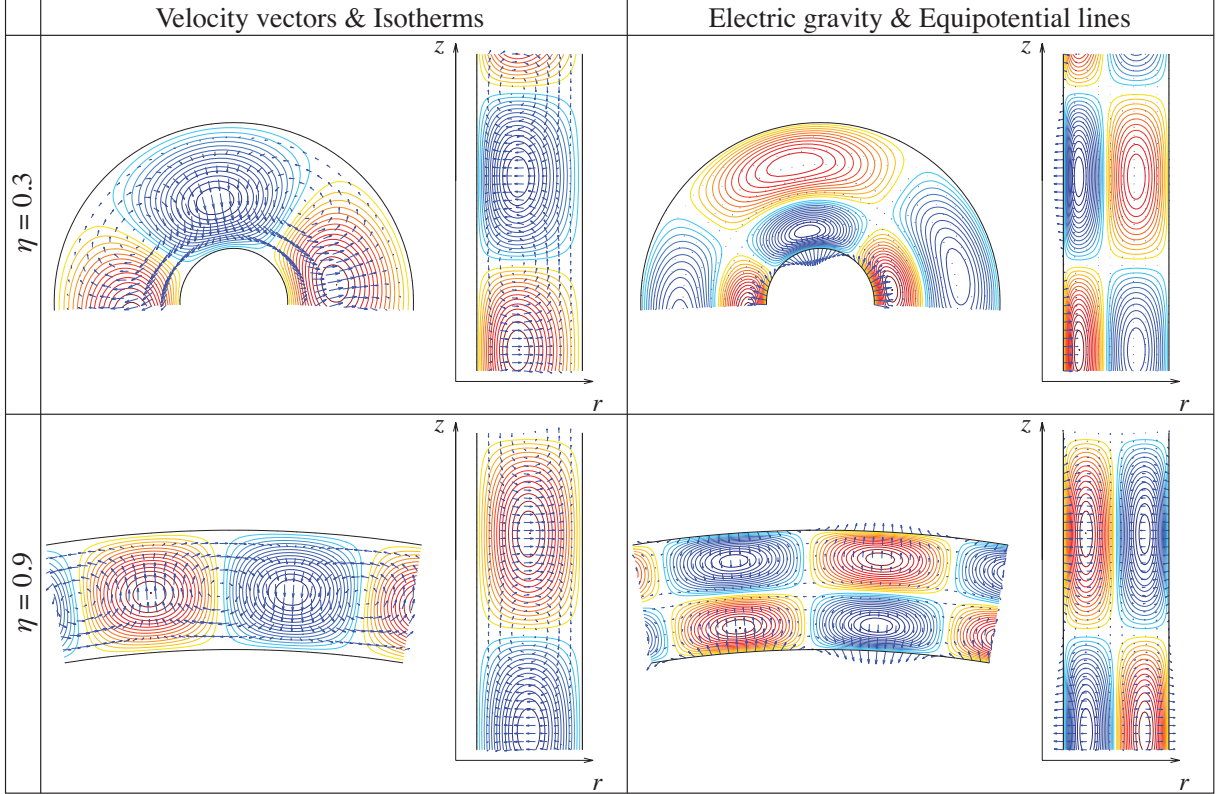 Velocity vectors & Isotherms
Electric gravity & Equipotential lines
η = 0.3
z
r
z
r
η = 0.9
z
r
z
r